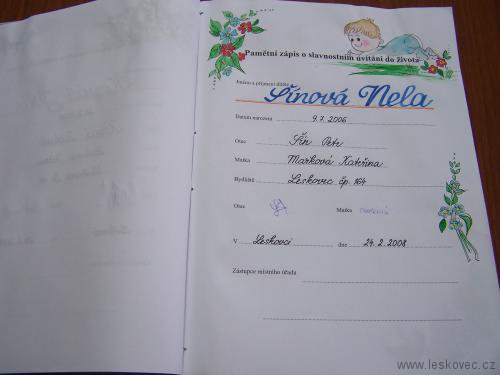 Pamětní zápis o slavnostním uvítání do života
Jméno a příjmení dítěte
Šínová Nela
Datum narození 9.7. 2006
Otec Šín Petr
Matka Marková Kateřina
Bydliště Leskovec čp. 164
Otec Matka Marková
V Leskovci dne 24.2. 2008
Zástupce místního úřadu
www.leskovec.cz